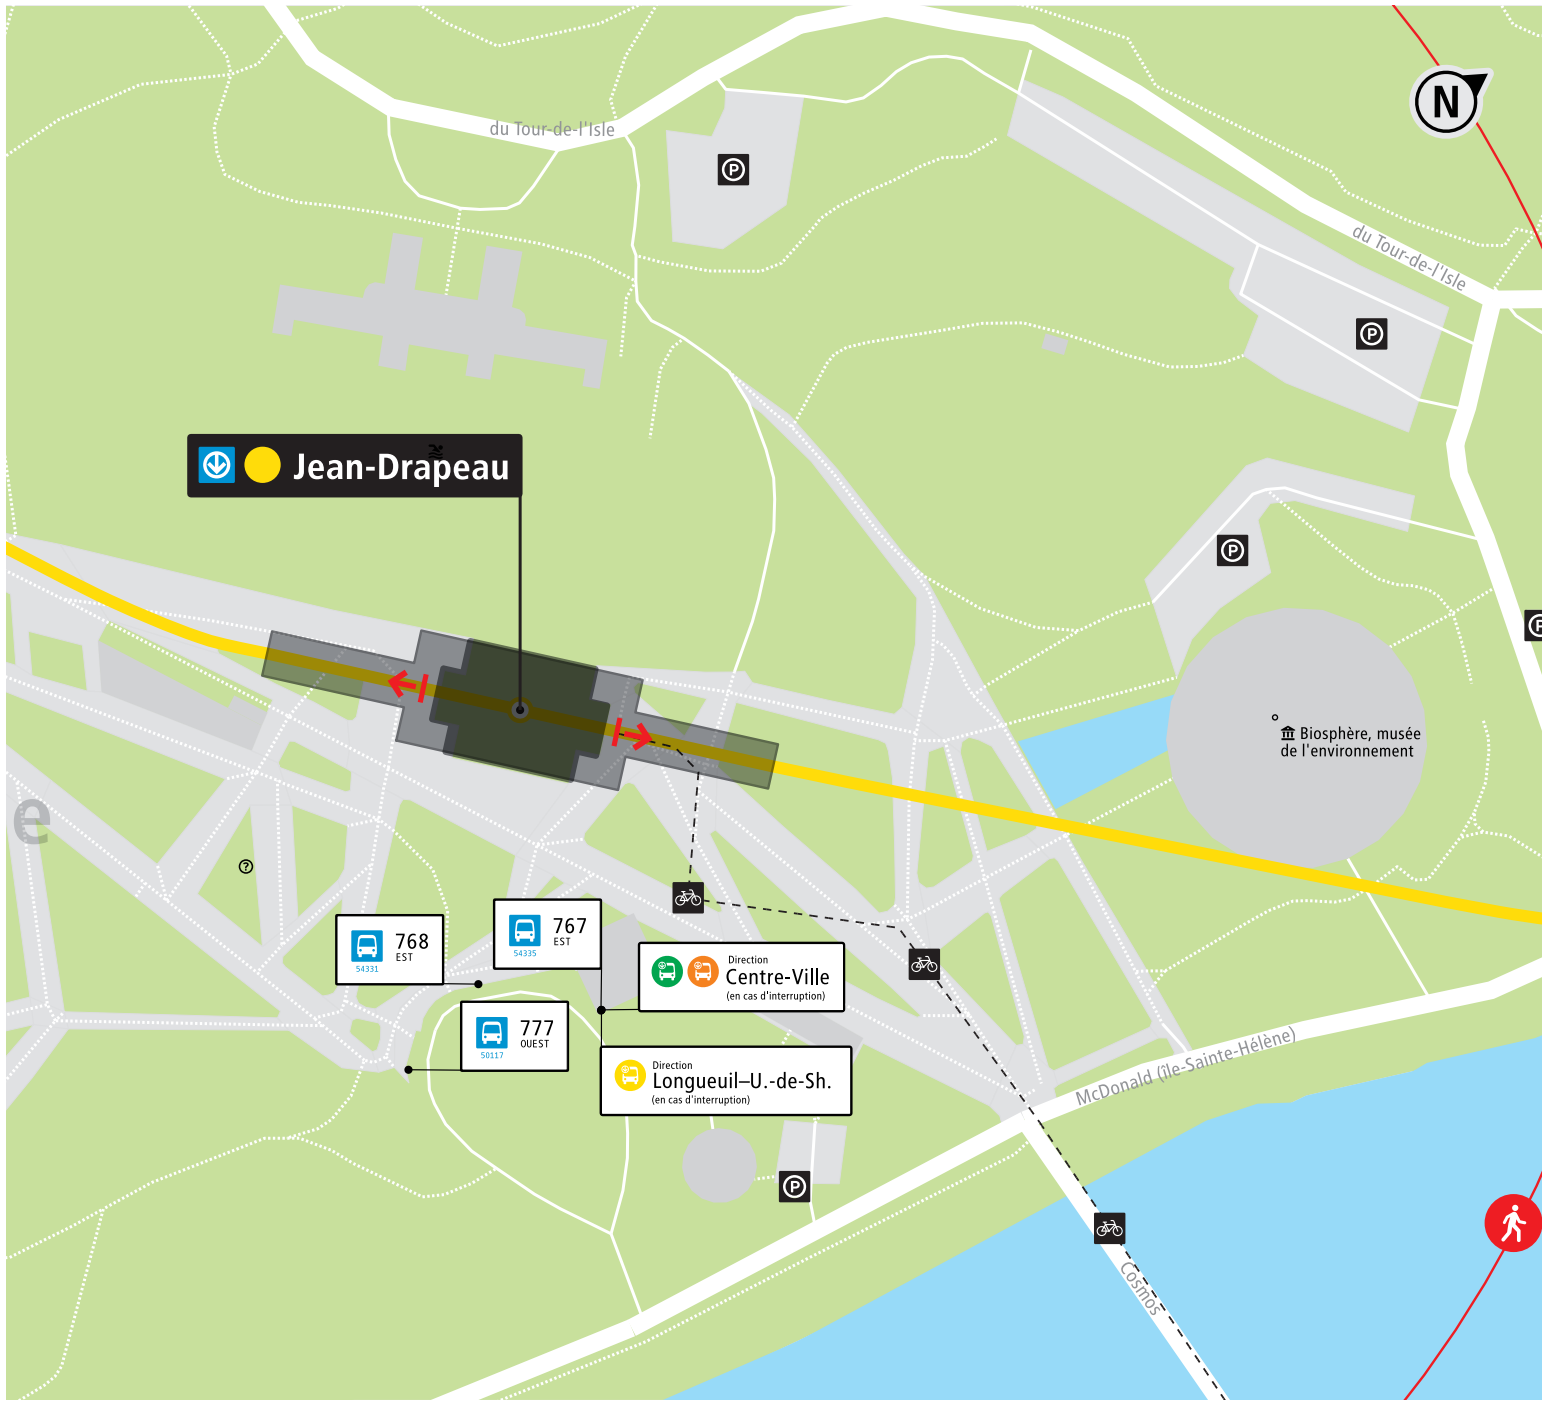 du Tour-de-l'Isle
N
P
du Tour-de-l'Isle
P
Jean-Drapeau
P
P
Biosphère, musée
de l'environnement
e
?
768
EST
54331
767
EST
54335
Direction
Centre-Ville
(en cas d'interruption)
777
OUEST
50117
Direction
Longueuil–U.-de-Sh.
(en cas d'interruption)
McDonald (île-Sainte-Hélène)
P
Cosmos